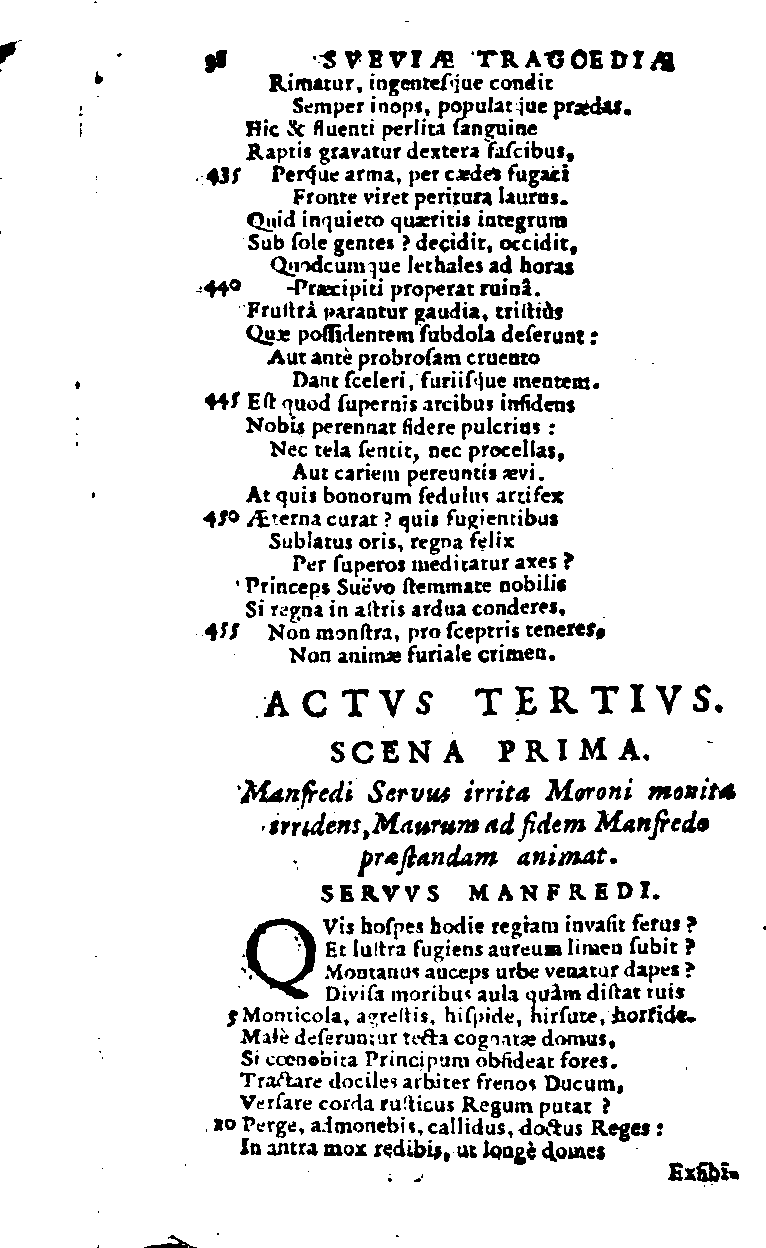 98 SVEVIÆ TRAGOEDIÆ
Rimatur, ingenteſque condit
Semper inops, populatque prædas.
Hic & fluenti perlita ſanguine
Raptis gravatur dextera faſcibus,
435 Perque arma, per cædes fugaci
Fronte viret peritura laurus.
Quid inquieto quæritis integrum
Sub ſole gentes ? decidit, occidit,
Quodcumque lethales ad horas
440 Præcipiti properat ruinâ.
Fruſtrà parantur gaudia, triſtiùs
Quæ poſſidentem ſubdola deſerunt :
Aut antè probroſam cruento
Dant ſceleri, furiiſque mentem.
445 Eſt quod ſupernis arcibus inſidens
Nobis perennat ſidere pulcrius :
Nec tela ſentit, nec procellas,
Aut cariem pereuntis ævi.
At quis bonorum ſedulus artifex
450 Æterna curat ? quis fugientibus
Sublatus oris, regna felix
Per ſuperos meditatur axes ?
Princeps Suëvo ſtemmate nobilis
Si regna in aſtris ardua conderes,
455 Non monſtra, pro ſceptris teneres,
Non animæ furiale crimen.
ACTVS TERTIVS.
SCENA PRIMA.
Manfredi Servus irrita Moroni monita
irridens, Maurum ad fidem Manfredo
præſtandam animat.
SERVVS MANFREDI.
QVis hoſpes hodie regiam invaſit ferus ?
Et luſtra fugiens aureum limen ſubit ?
Montanus auceps urbe venatur dapes ?
Diviſa moribus aula quàm diſtat tuis
5 Monticola, agreſtis, hiſpide, hirſute, horride.
Malè deſeruntur tecta cognatæ domus,
Si cœnobita Principum obſideat fores.
Tractare dociles arbiter frenos Ducum,
Verſare corda ruſticus Regum putat ?
10 Perge, admonebis, callidus, doctus Reges :
In antra mox redibis, ut longè domes
Exſibi-